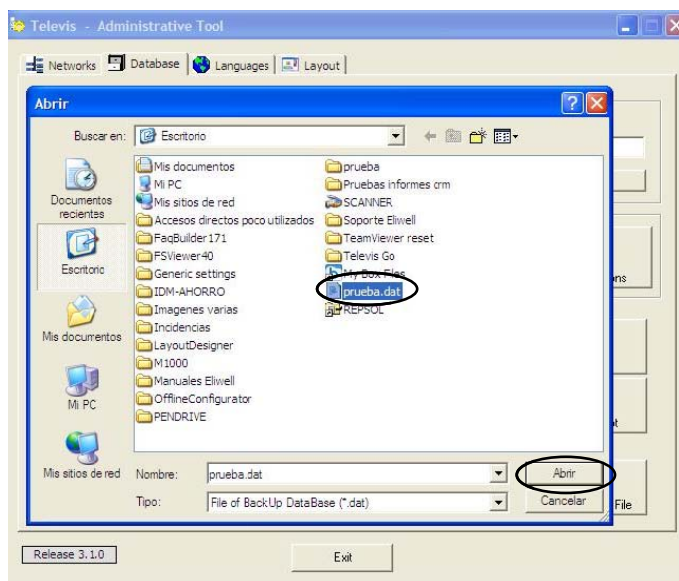 Televis - Administrative Tool
Networks Database Languages Layout
Abrir
Buscar en: Escritorio
Documentos recientes
Escritorio
Mis documentos
Mi PC
Mis sitios de red
Mis documentos
Mi PC
Mis sitios de red
Accesos directos poco utilizados
FaqBuilder171
FSViewer40
Generic settings
IDM-AHORRO
Imagenes varias
Incidencias
LayoutDesigner
M1000
Manuales Eliwell
OfflineConfigurator
PENDRIVE
prueba
Pruebas informes crm
SCANNER
Soporte Eliwell
TeamViewer reset
Televis Go
My Box Files
prueba.dat
REPSOL
Nombre: prueba.dat Abrir
Tipo: File of BackUp DataBase (*.dat) Cancelar
File
Release 3.1.0 Exit